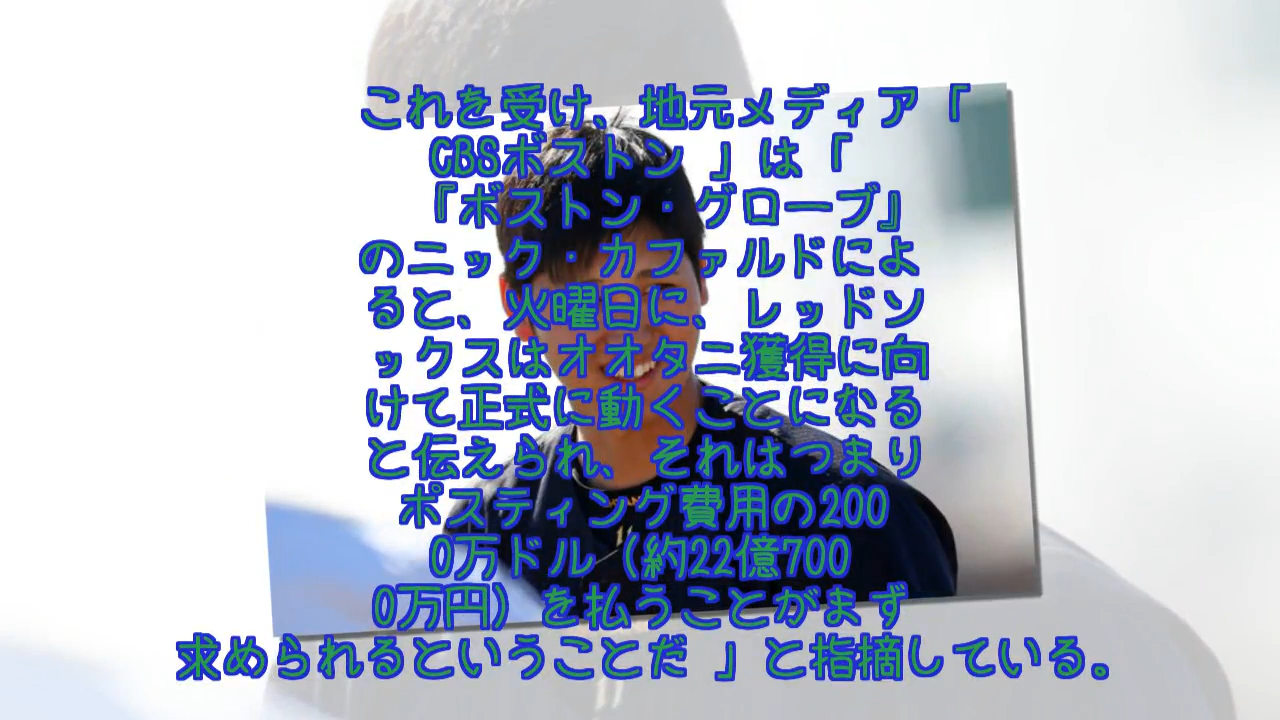 これを受け、地元メディア「
CBSボストン 」は「
『ボストン・グローブ』
のニック・カファルドによ
ると、火曜日に、レッドソ
ックスはオオタニ獲得に向
けて正式に動くことになる
と伝えられ、それはつまり
ポスティング費用の200
0万ドル（約22億700
0万円）を払うことがまず
求められるということだ 」と指摘している。